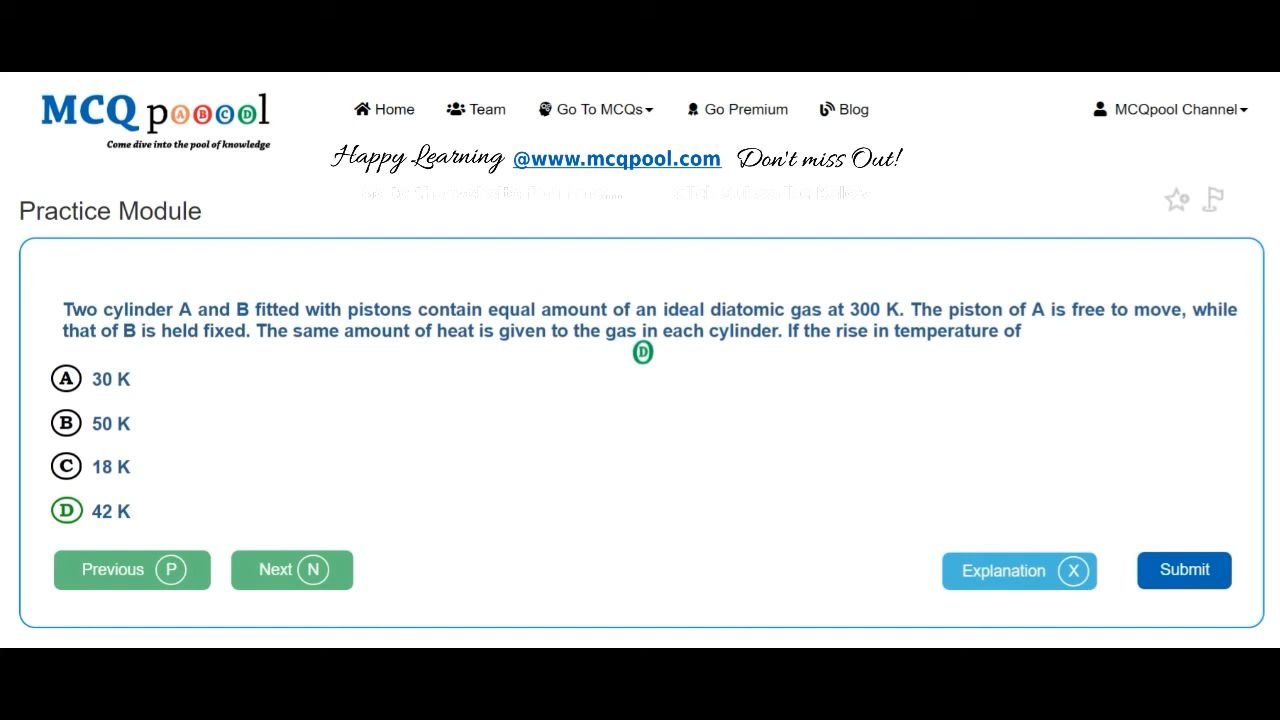 MCQ pABCDl
Come dive into the pool of knowledge
Home Team Go To MCQs Go Premium Blog MCQpool Channel
Happy Learning @www.mcqpool.com Don't miss Out!
Practice Module
Two cylinder A and B fitted with pistons contain equal amount of an ideal diatomic gas at 300 K. The piston of A is free to move, while
that of B is held fixed. The same amount of heat is given to the gas in each cylinder. If the rise in temperature of
D
A 30 K
B 50 K
C 18 K
D 42 K
Previous P Next N Explanation X Submit